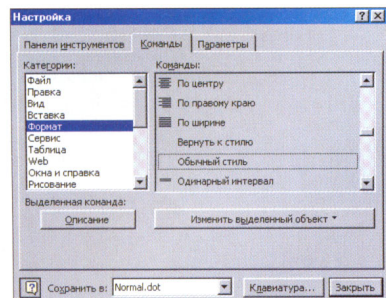 Настройка
Панели инструментов Команды Параметры
Категории: Команды:
Файл
Правка
Вид
Вставка
Формат
Сервис
Таблица
Web
Окна и справка
Рисование
По центру
По правому краю
По ширине
Вернуть к стилю
Обычный стиль
Одинарный интервал
Выделенная команда:
Описание Изменить выделенный объект
Сохранить в: Normal.dot Клавиатура... Закрыть